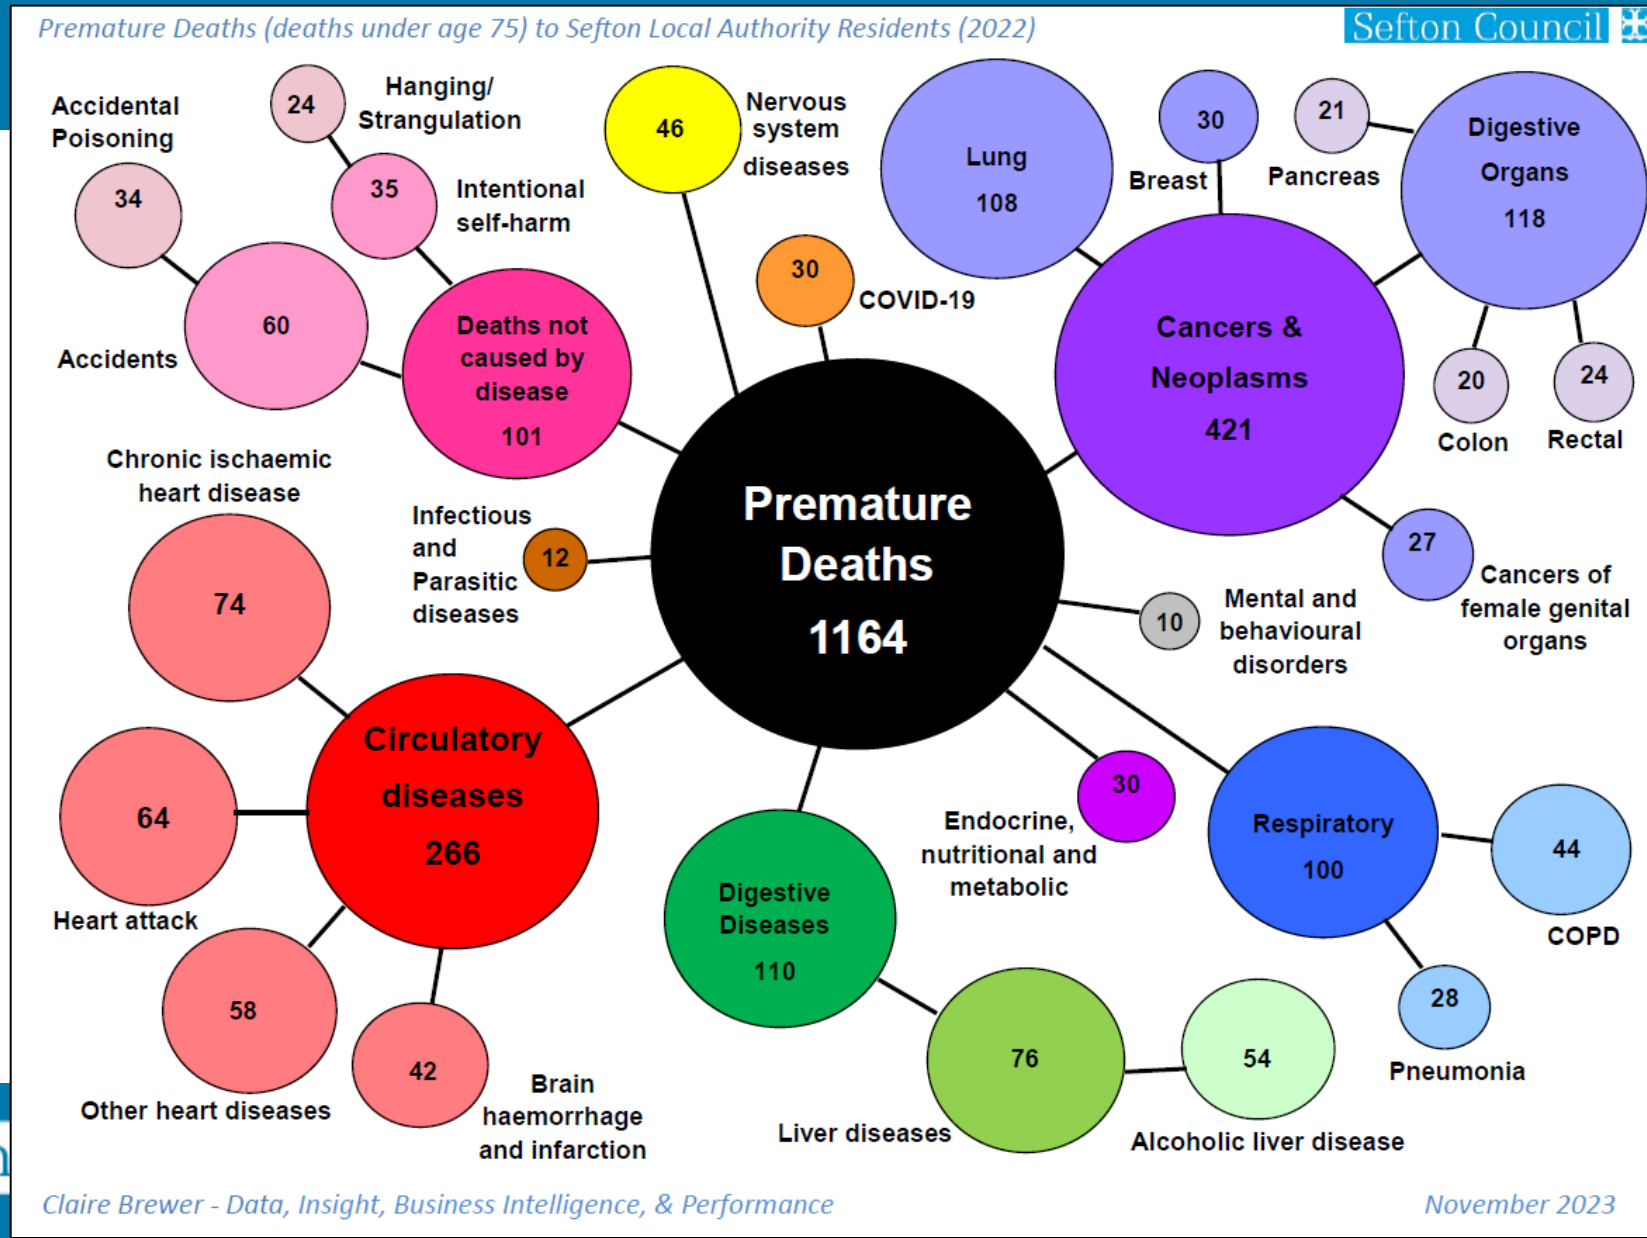 Premature Deaths (deaths under age 75) to Sefton Local Authority Residents (2022)
Sefton Council
Accidental
Poisoning
34
24
Hanging/
Strangulation
35
Intentional
self-harm
60
Accidents
Deaths not
caused by
disease
101
46
Nervous
system
diseases
30
COVID-19
Lung
108
30
Breast
21
Pancreas
Digestive
Organs
118
20
Colon
24
Rectal
Cancers &
Neoplasms
421
27
Cancers of
female genital
organs
Premature
Deaths
1164
Infectious
and
Parasitic
diseases
12
10
Mental and
behavioural
disorders
Chronic ischaemic
heart disease
74
64
Heart attack
Circulatory
diseases
266
58
Other heart diseases
42
Brain
haemorrhage
and infarction
Digestive
Diseases
110
76
Liver diseases
54
Alcoholic liver disease
30
Endocrine,
nutritional and
metabolic
Respiratory
100
44
COPD
28
Pneumonia
Claire Brewer - Data, Insight, Business Intelligence, & Performance
November 2023